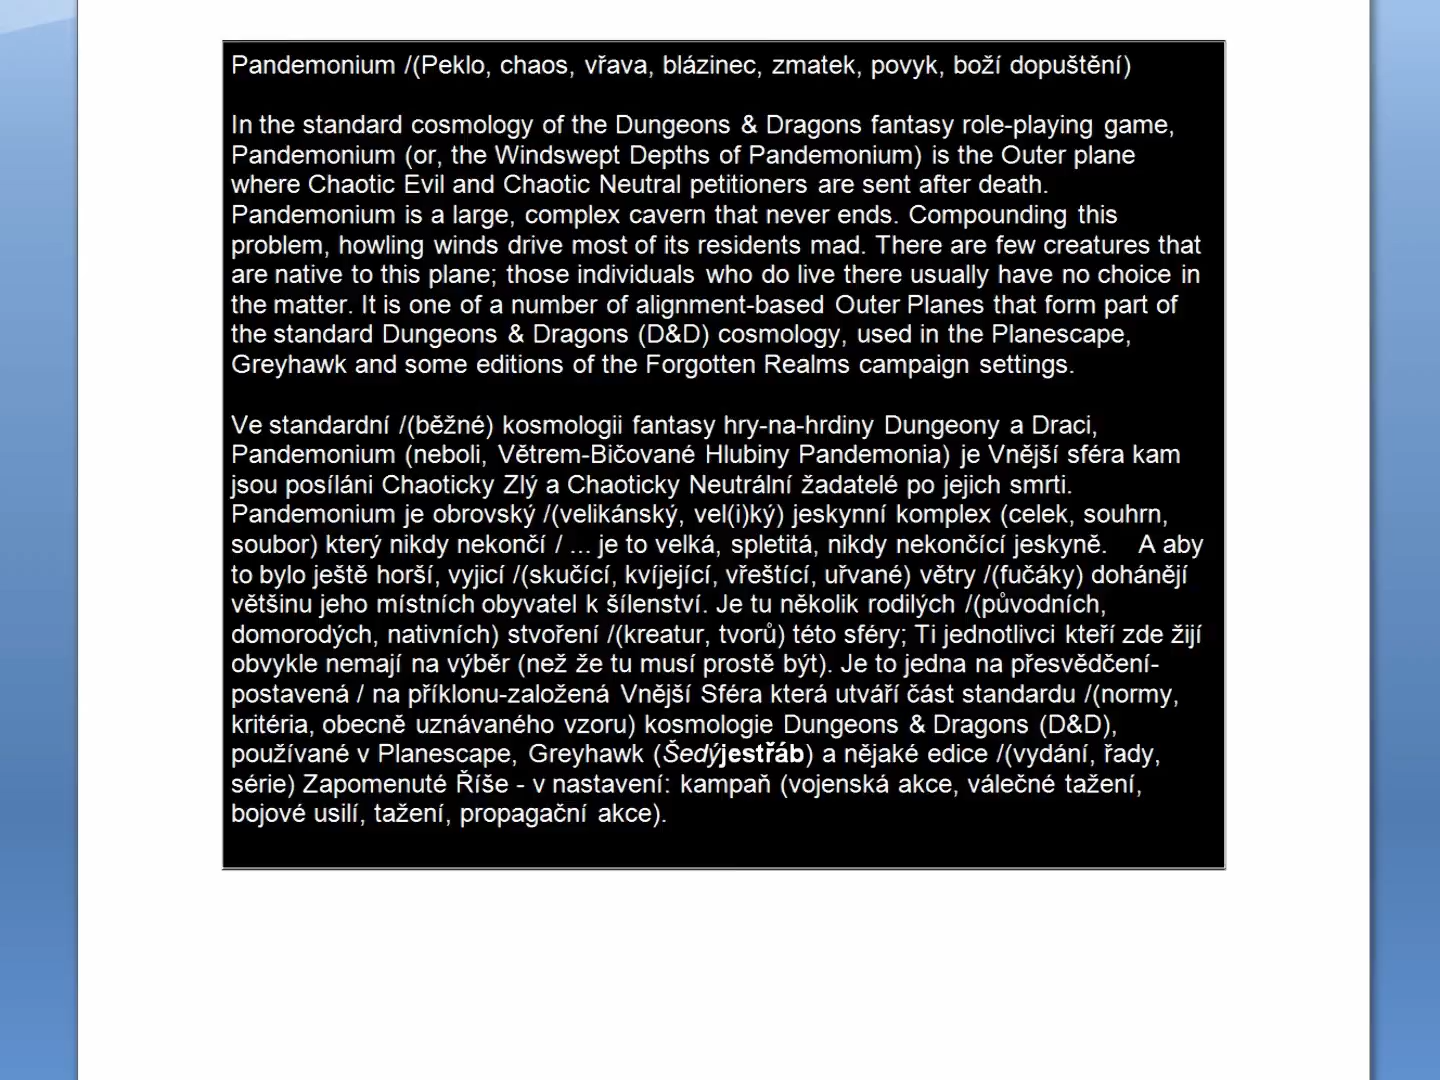 Pandemonium /(Peklo, chaos, vřava, blázinec, zmatek, povyk, boží dopuštění)
In the standard cosmology of the Dungeons & Dragons fantasy role-playing game,
Pandemonium (or, the Windswept Depths of Pandemonium) is the Outer plane
where Chaotic Evil and Chaotic Neutral petitioners are sent after death.
Pandemonium is a large, complex cavern that never ends. Compounding this
problem, howling winds drive most of its residents mad. There are few creatures that
are native to this plane; those individuals who do live there usually have no choice in
the matter. It is one of a number of alignment-based Outer Planes that form part of
the standard Dungeons & Dragons (D&D) cosmology, used in the Planescape,
Greyhawk and some editions of the Forgotten Realms campaign settings.
Ve standardní /(běžné) kosmologii fantasy hry-na-hrdiny Dungeony a Draci,
Pandemonium (neboli, Větrem-Bičované Hlubiny Pandemonia) je Vnější sféra kam
jsou posíláni Chaoticky Zlý a Chaoticky Neutrální žadatelé po jejich smrti.
Pandemonium je obrovský /(velikánský, vel(i)ký) jeskynní komplex (celek, souhrn,
soubor) který nikdy nekončí / ... je to velká, spletitá, nikdy nekončící jeskyně. A aby
to bylo ještě horší, vyjicí /(skučící, kvíjející, vřeštící, uřvané) větry /(fučáky) dohánějí
většinu jeho místních obyvatel k šílenství. Je tu několik rodilých /(původních,
domorodých, nativních) stvoření /(kreatur, tvorů) této sféry; Ti jednotlivci kteří zde žijí
obvykle nemají na výběr (než že tu musí prostě být). Je to jedna na přesvědčení-
postavená / na příklonu-založená Vnější Sféra která utváří část standardu /(normy,
kritéria, obecně uznávaného vzoru) kosmologie Dungeons & Dragons (D&D),
používané v Planescape, Greyhawk (Šedýjestřáb) a nějaké edice /(vydání, řady,
série) Zapomenuté Říše - v nastavení: kampaň (vojenská akce, válečné tažení,
bojové usilí, tažení, propagační akce).